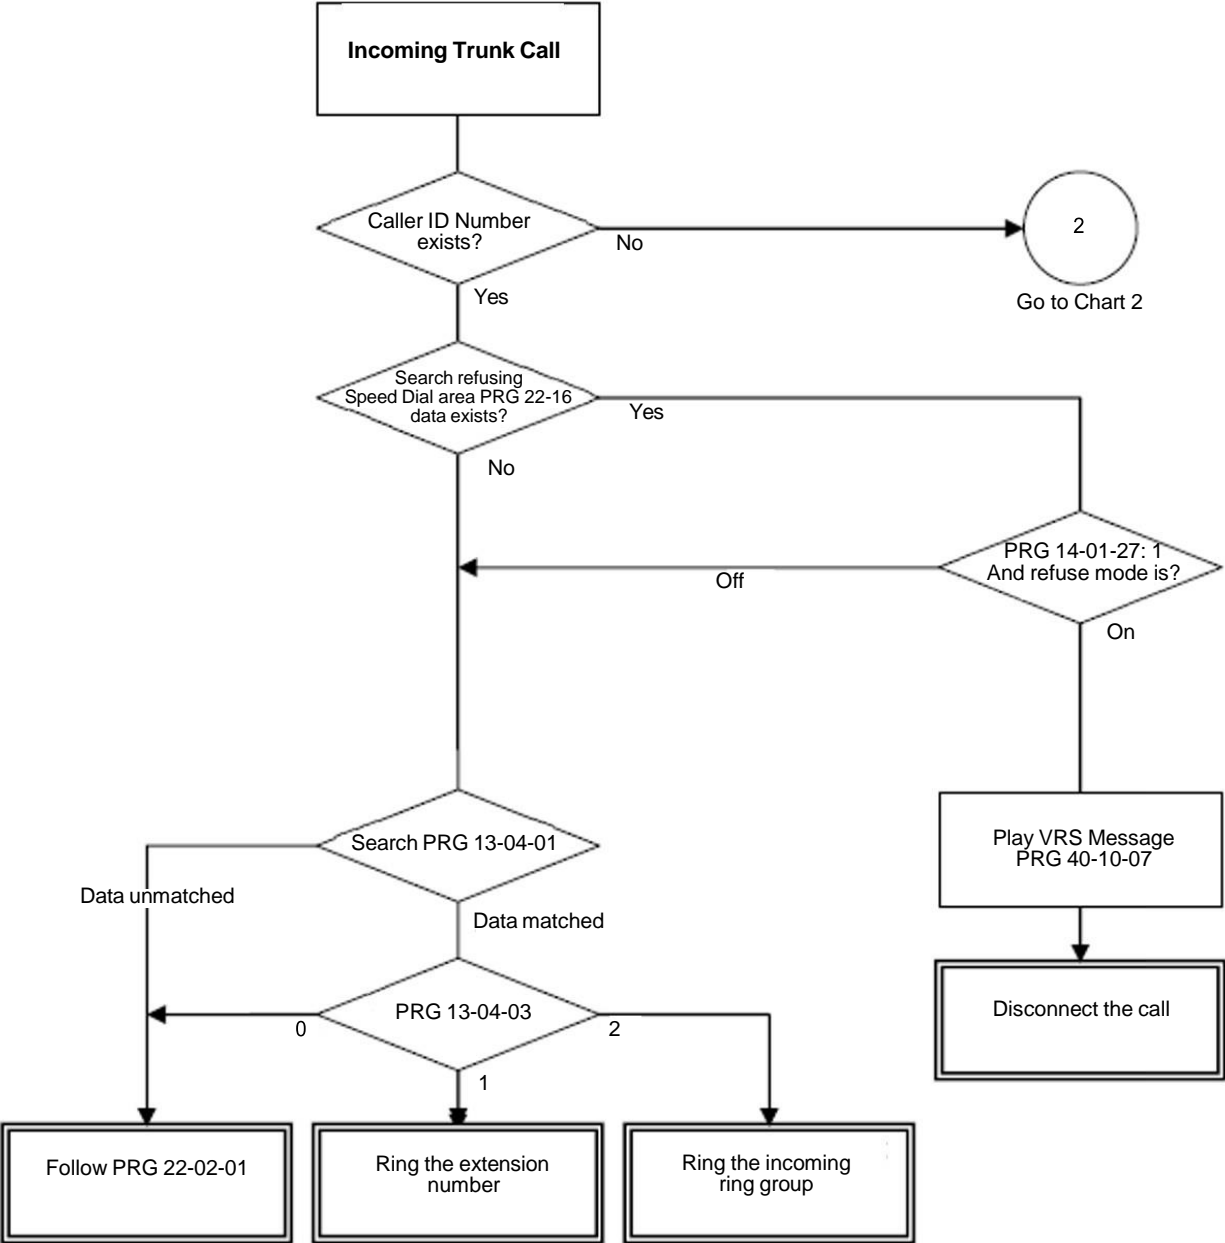 Incoming Trunk Call
Caller ID Number
exists?
No
2
Go to Chart 2
Yes
Search refusing
Speed Dial area PRG 22-16
data exists?
Yes
No
PRG 14-01-27: 1
And refuse mode is?
Off
On
Search PRG 13-04-01
Play VRS Message
PRG 40-10-07
Data unmatched
Data matched
PRG 13-04-03
0
2
1
Disconnect the call
Follow PRG 22-02-01
Ring the extension
number
Ring the incoming
ring group